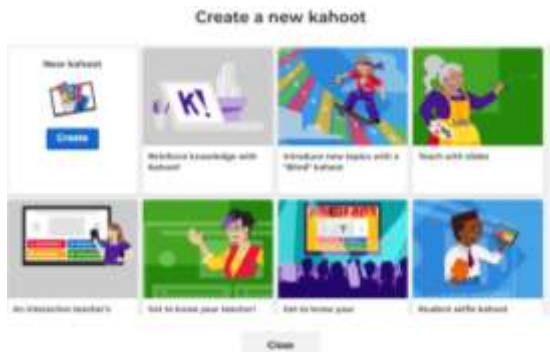 Create a new kahoot
New kahoot
Create
K!
Reinforce knowledge with
kahoot!
Introduce new topics with a
"Blind" kahoot
Teach with slides
An interactive teacher's
Get to know your teacher!
Get to know your
Student selfie kahoot
Close